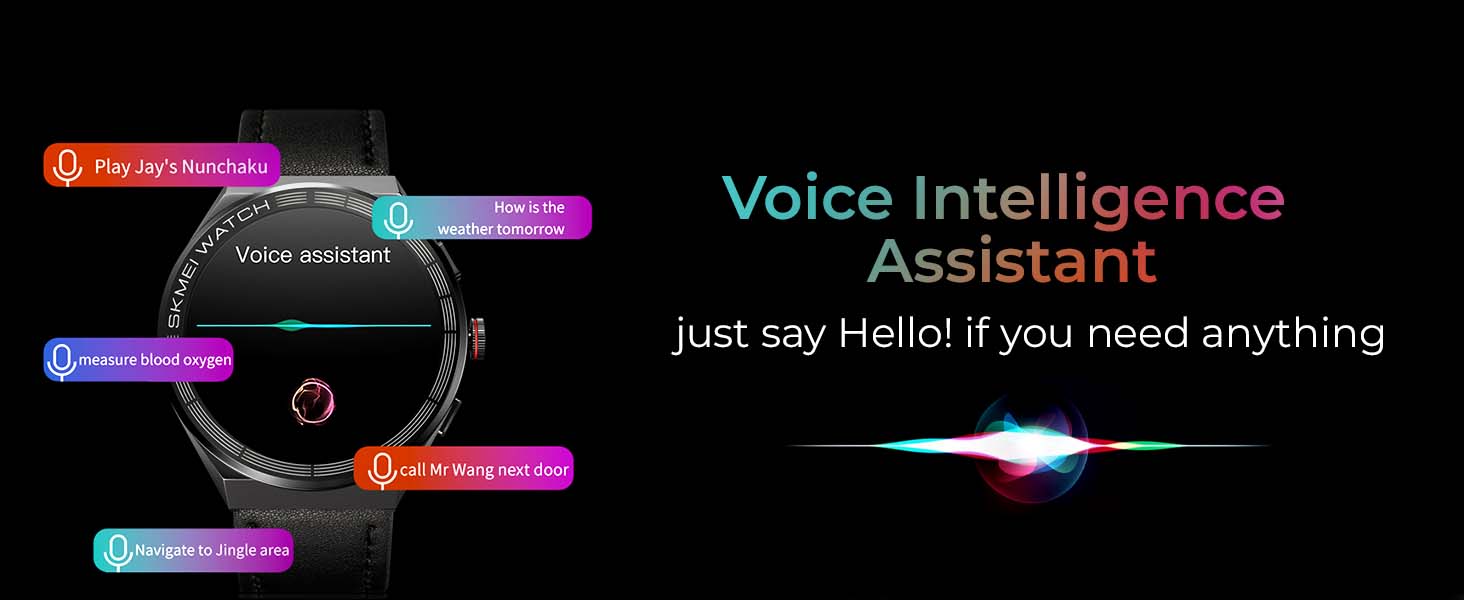 Play Jay's Nunchaku
How is the
weather tomorrow
SKMEI WATCH
Voice assistant
measure blood oxygen
call Mr Wang next door
Navigate to Jingle area
Voice Intelligence
Assistant
just say Hello! if you need anything